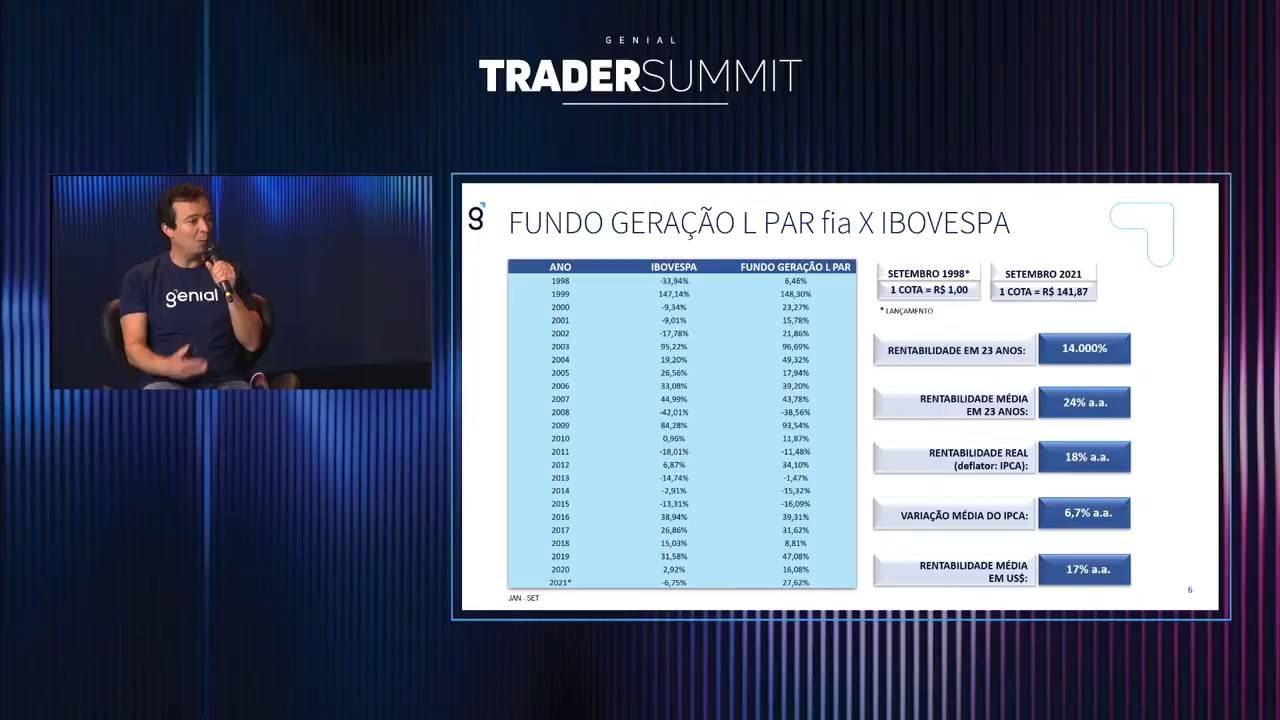 GENIAL
TRADERSUMMIT
genial
g
FUNDO GERAÇÃO L PAR fia X IBOVESPA
ANO IBOVESPA FUNDO GERAÇÃO L PAR
1998 -33,94% 6,46%
1999 147,14% 148,30%
2000 -9,34% 23,27%
2001 -9,01% 15,78%
2002 -17,78% 21,86%
2003 95,22% 96,69%
2004 19,20% 49,32%
2005 26,56% 17,94%
2006 33,08% 39,20%
2007 44,99% 43,78%
2008 -42,01% -38,56%
2009 84,28% 93,54%
2010 0,96% 11,87%
2011 -18,01% -11,48%
2012 6,87% 34,10%
2013 -14,74% -1,47%
2014 -2,91% -15,32%
2015 -13,31% -16,09%
2016 38,94% 39,31%
2017 26,86% 31,62%
2018 15,03% 8,81%
2019 31,58% 47,08%
2020 2,92% 16,08%
2021* -6,75% 27,62%
JAN - SET
SETEMBRO 1998*
1 COTA = R$ 1,00
SETEMBRO 2021
1 COTA = R$ 141,87
* LANÇAMENTO
RENTABILIDADE EM 23 ANOS: 14.000%
RENTABILIDADE MÉDIA
EM 23 ANOS:
24% a.a.
RENTABILIDADE REAL
(deflator: IPCA):
18% a.a.
VARIAÇÃO MÉDIA DO IPCA: 6,7% a.a.
RENTABILIDADE MÉDIA
EM US$:
17% a.a.
6